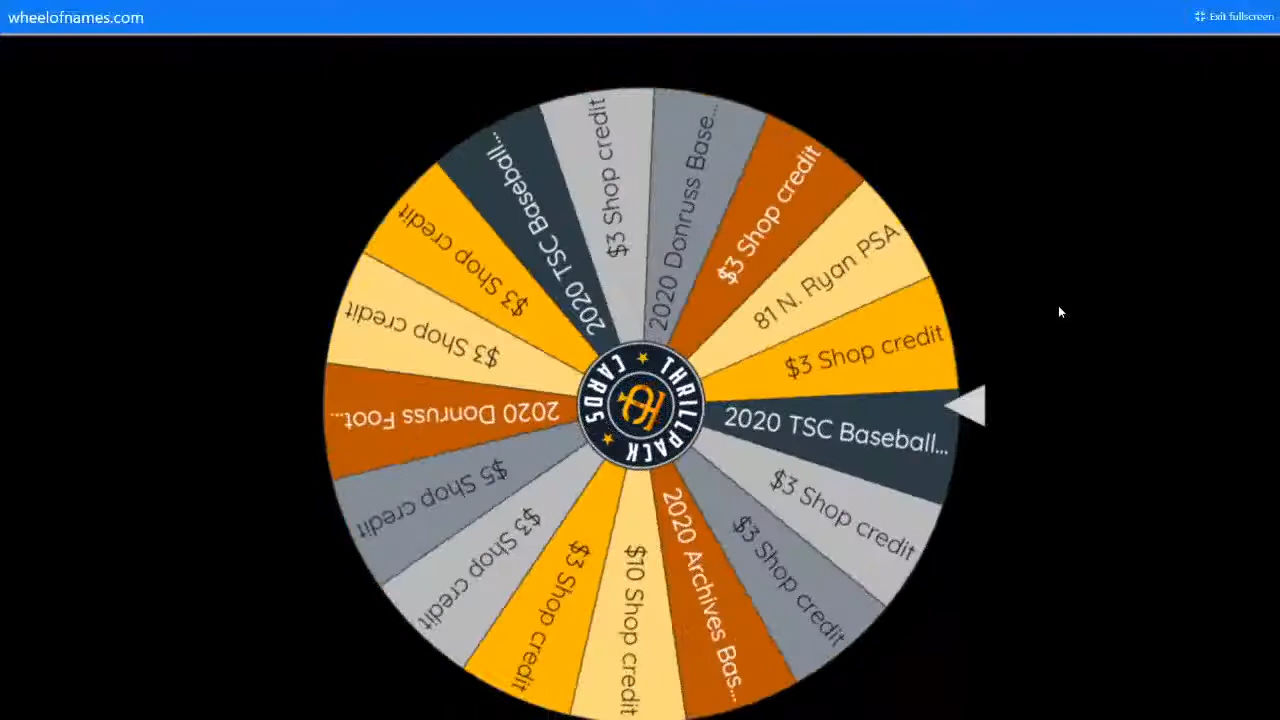 wheelofnames.com
Exit fullscreen
$3 Shop credit
2020 Donruss Base...
$3 Shop credit
81 N. Ryan PSA
$3 Shop credit
2020 TSC Baseball...
$3 Shop credit
$3 Shop credit
2020 Archives Bas...
$10 Shop credit
$3 Shop credit
$3 Shop credit
$5 Shop credit
2020 Donruss Foot...
$3 Shop credit
$3 Shop credit
2020 TSC Baseball...
THRILLPACK
CARDS